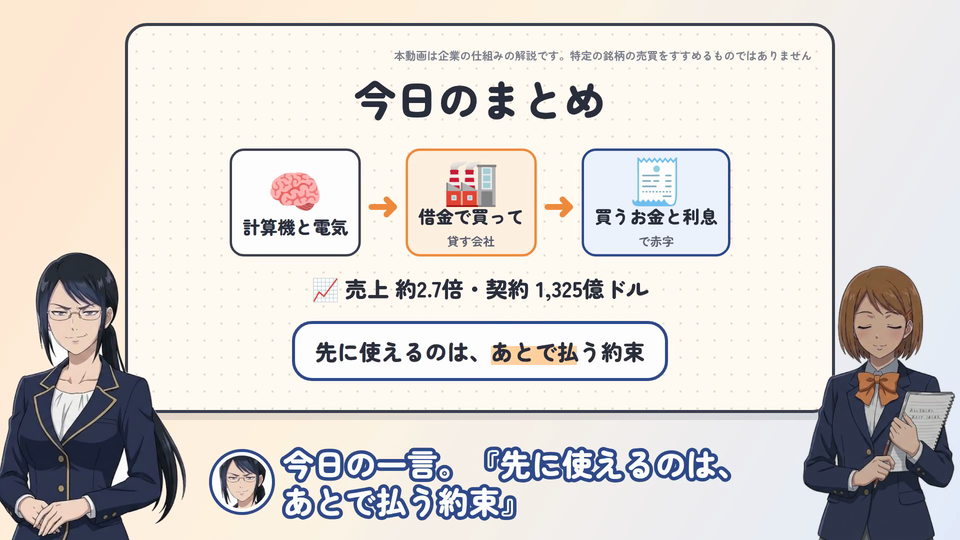 本動画は企業の仕組みの解説です。特定の銘柄の売買をすすめるものではありません
今日のまとめ
計算機と電気
借金で買って
貸す会社
買うお金と利息
で赤字
売上 約2.7倍・契約 1,325億ドル
先に使えるのは、あとで払う約束
今日の一言。『先に使えるのは、
あとで払う約束』